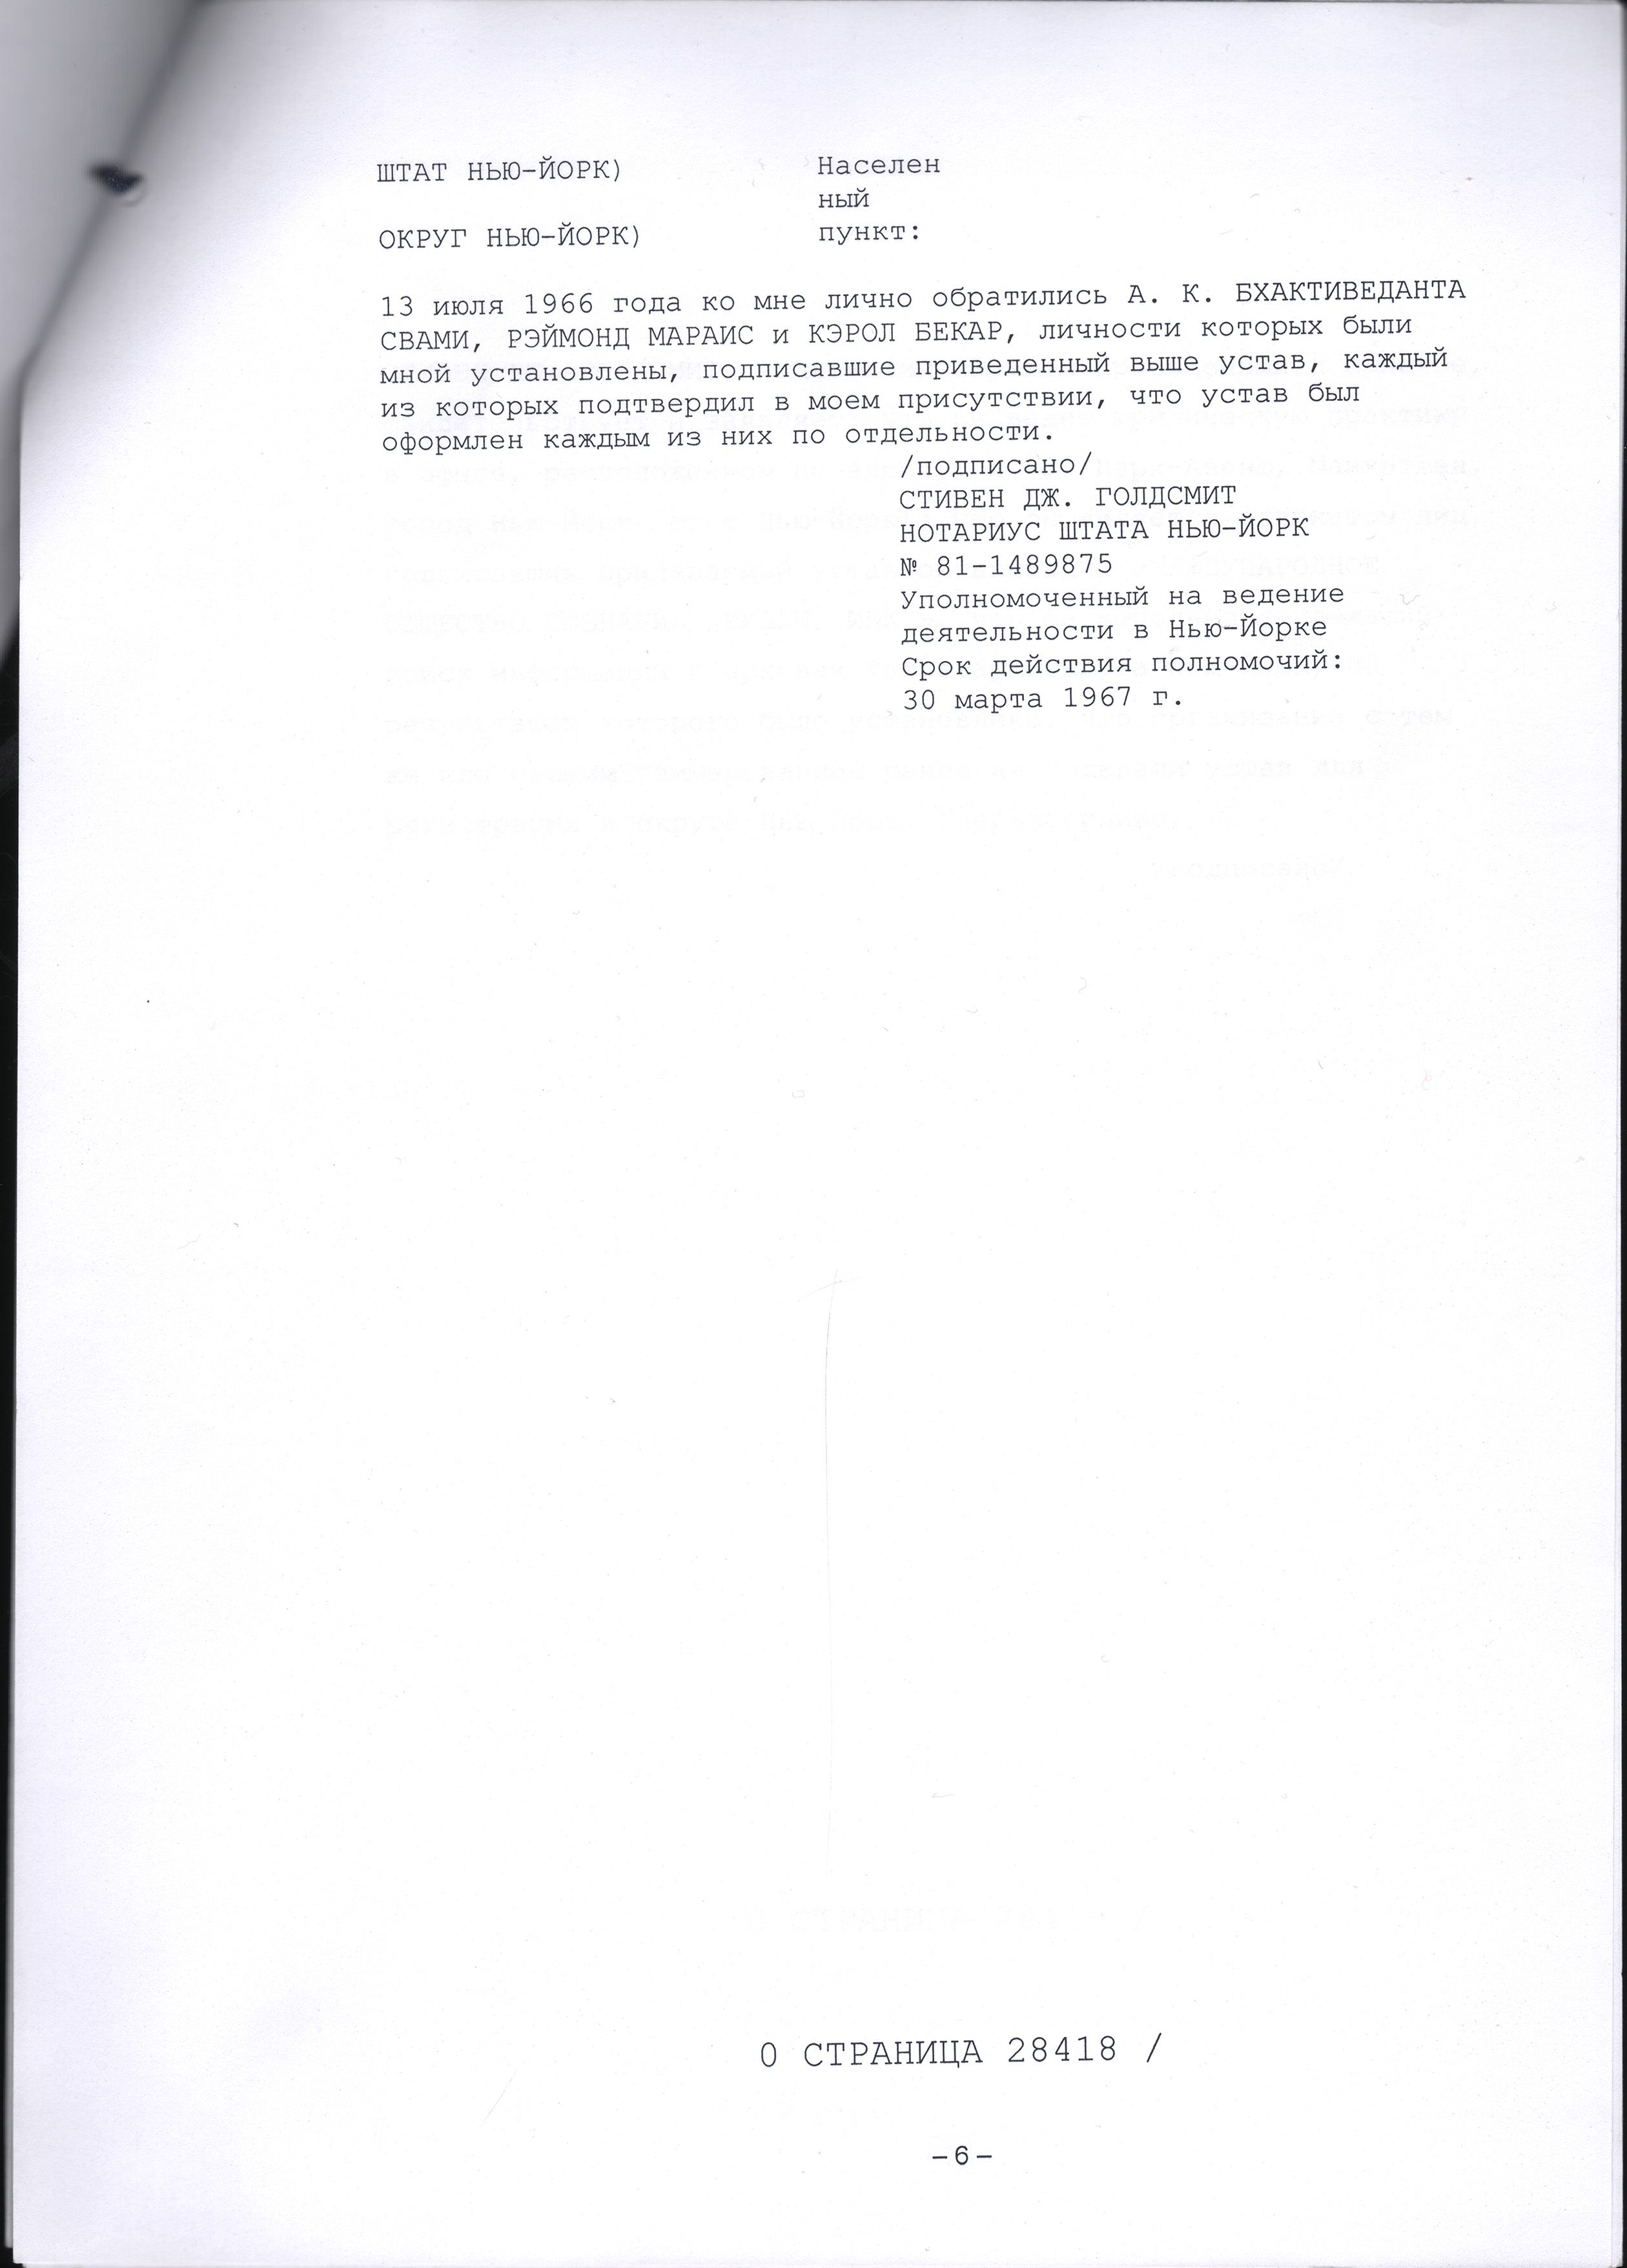 ШТАТ НЬЮ-ЙОРК)
Населен
ный
ОКРУГ НЬЮ-ЙОРК)
пункт:
13 июля 1966 года ко мне лично обратились А. К. БХАКТИВЕДАНТА
СВАМИ, РЭЙМОНД МАРАИС и КЭРОЛ БЕКАР, личности которых были
мной установлены, подписавшие приведенный выше устав, каждый
из которых подтвердил в моем присутствии, что устав был
оформлен каждым из них по отдельности.
/подписано/
СТИВЕН ДЖ. ГОЛДСМИТ
НОТАРИУС ШТАТА НЬЮ-ЙОРК
№ 81-1489875
Уполномоченный на ведение
деятельности в Нью-Йорке
Срок действия полномочий:
30 марта 1967 г.
0 СТРАНИЦА 28418 /
-6-